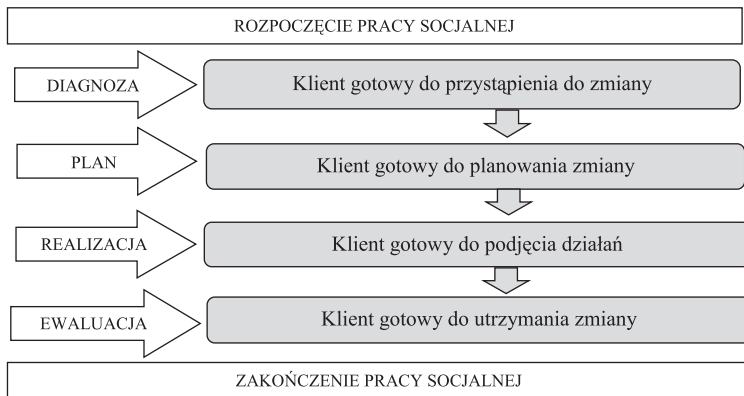 ROZPOCZĘCIE PRACY SOCJALNEJ
DIAGNOZA
Klient gotowy do przystąpienia do zmiany
PLAN
Klient gotowy do planowania zmiany
REALIZACJA
Klient gotowy do podjęcia działań
EWALUACJA
Klient gotowy do utrzymania zmiany
ZAKOŃCZENIE PRACY SOCJALNEJ